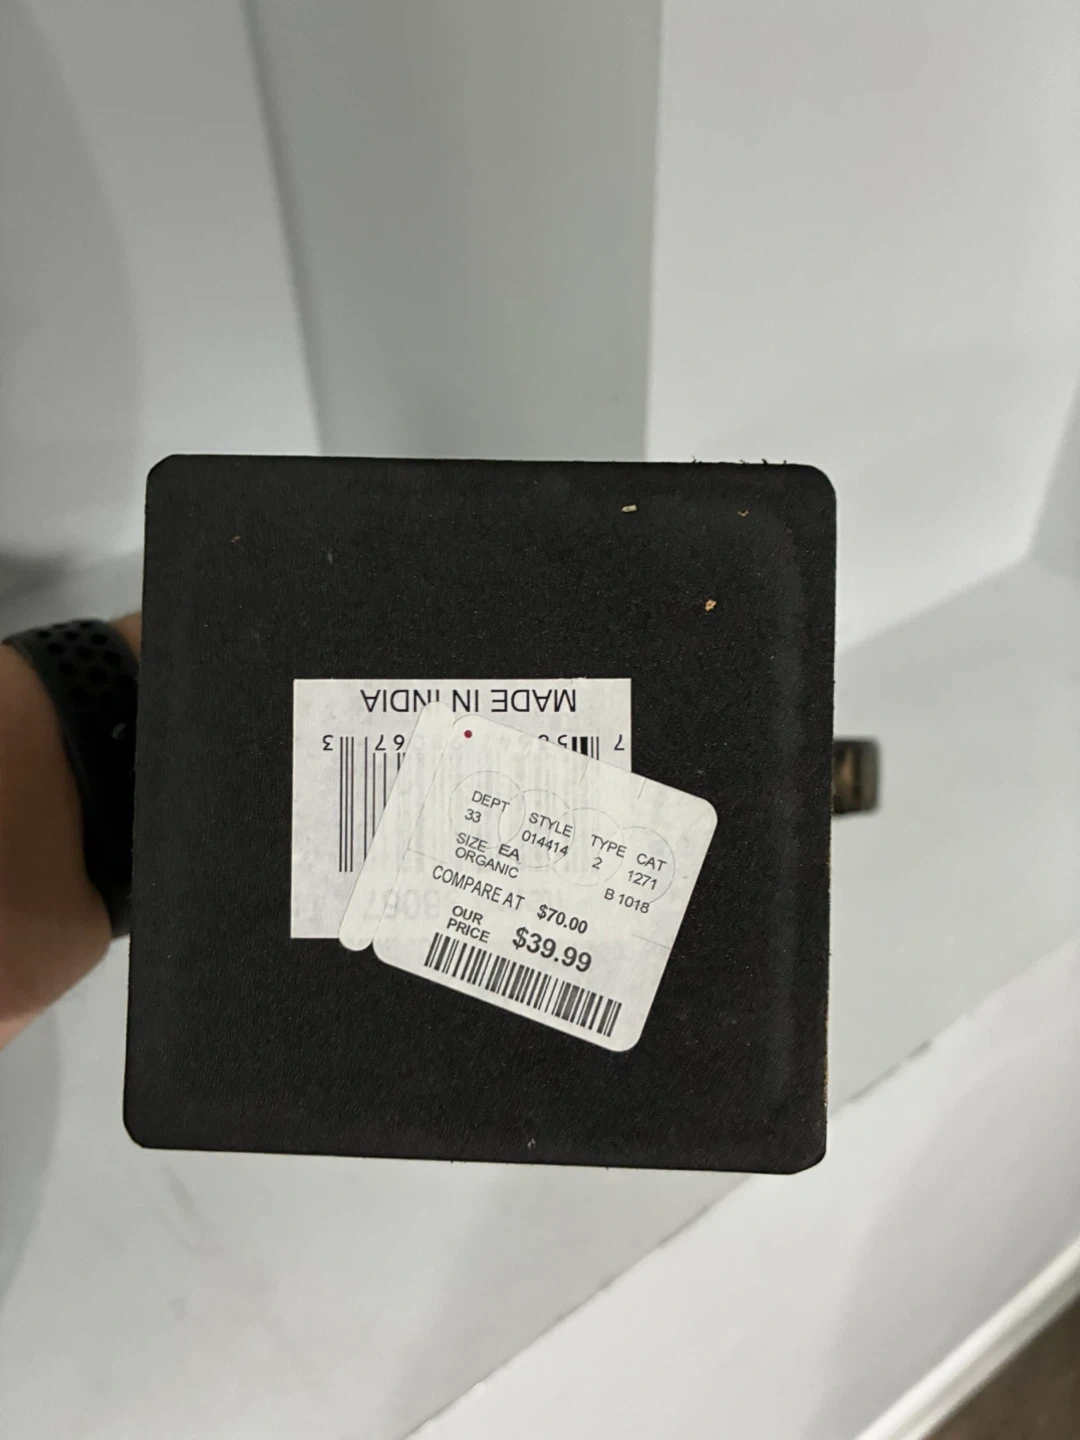 MADE IN INDIA
DEPT STYLE TYPE CAT
33 014414 2 1271
SIZE EA B 1018
ORGANIC
COMPARE AT $70.00
OUR PRICE $39.99